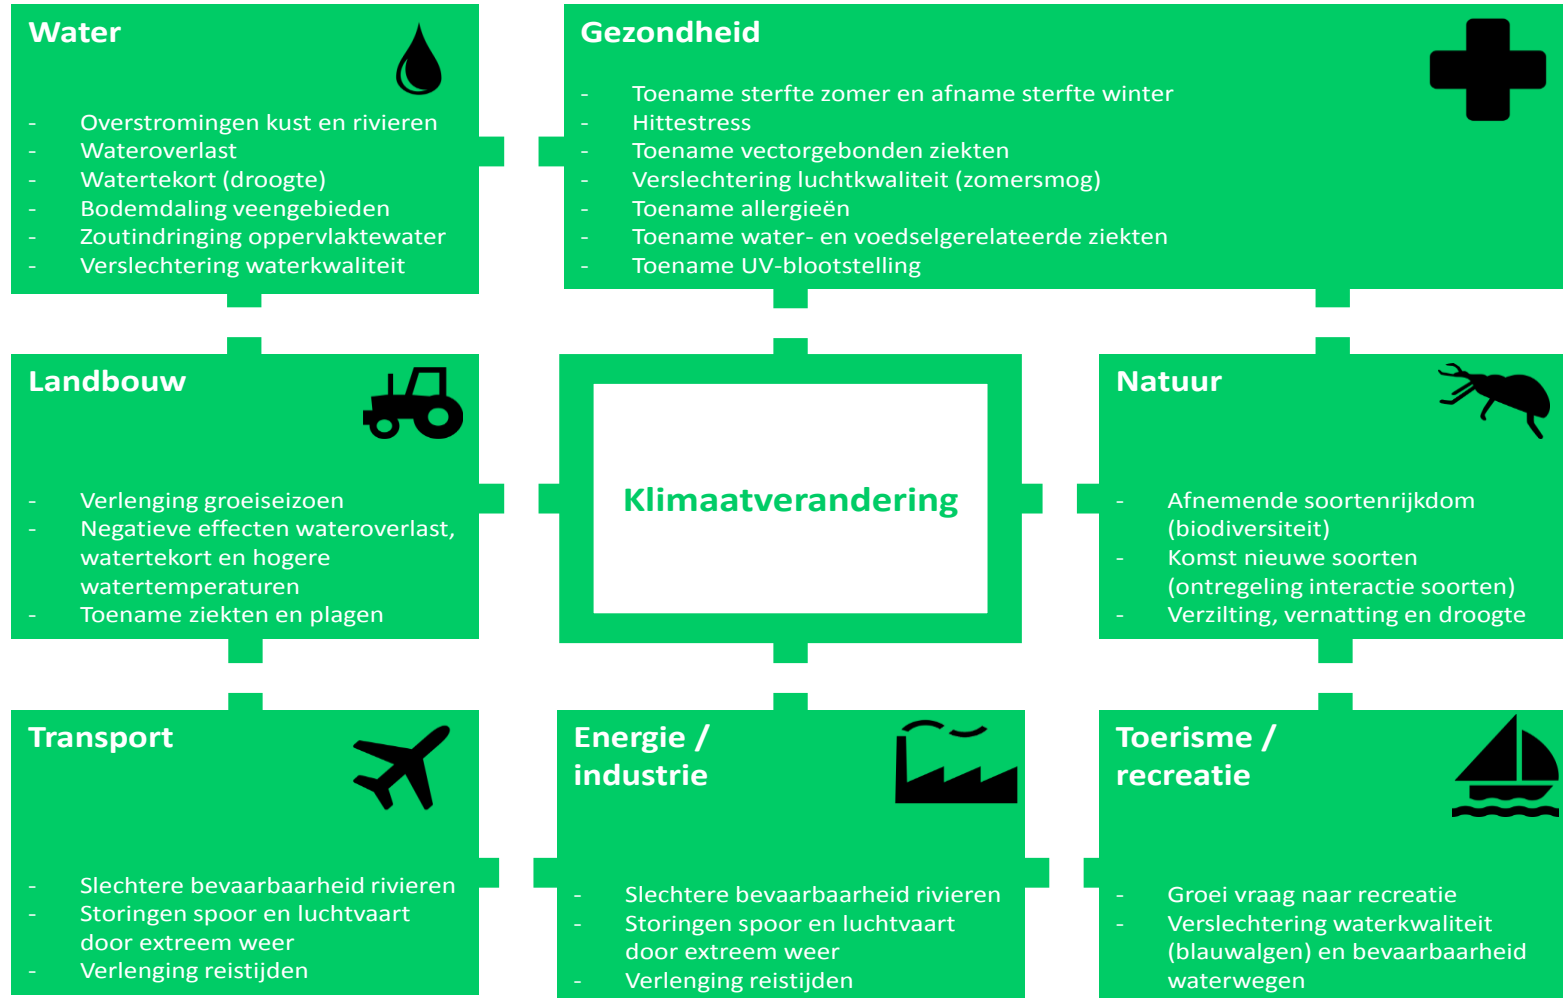 Water
- Overstromingen kust en rivieren
- Wateroverlast
- Watertekort (droogte)
- Bodemdaling veengebieden
- Zoutindringing oppervlaktewater
- Verslechtering waterkwaliteit
Gezondheid
- Toename sterfte zomer en afname sterfte winter
- Hittestress
- Toename vectorgebonden ziekten
- Verslechtering luchtkwaliteit (zomersmog)
- Toename allergieën
- Toename water- en voedselgerelateerde ziekten
- Toename UV-blootstelling
Landbouw
- Verlenging groeiseizoen
- Negatieve effecten wateroverlast,
watertekort en hogere
watertemperaturen
- Toename ziekten en plagen
Klimaatverandering
Natuur
- Afnemende soortenrijkdom
(biodiversiteit)
- Komst nieuwe soorten
(ontregeling interactie soorten)
- Verzilting, vernatting en droogte
Transport
- Slechtere bevaarbaarheid rivieren
- Storingen spoor en luchtvaart
door extreem weer
- Verlenging reistijden
Energie /
industrie
- Slechtere bevaarbaarheid rivieren
- Storingen spoor en luchtvaart
door extreem weer
- Verlenging reistijden
Toerisme /
recreatie
- Groei vraag naar recreatie
- Verslechtering waterkwaliteit
(blauwalgen) en bevaarbaarheid
waterwegen